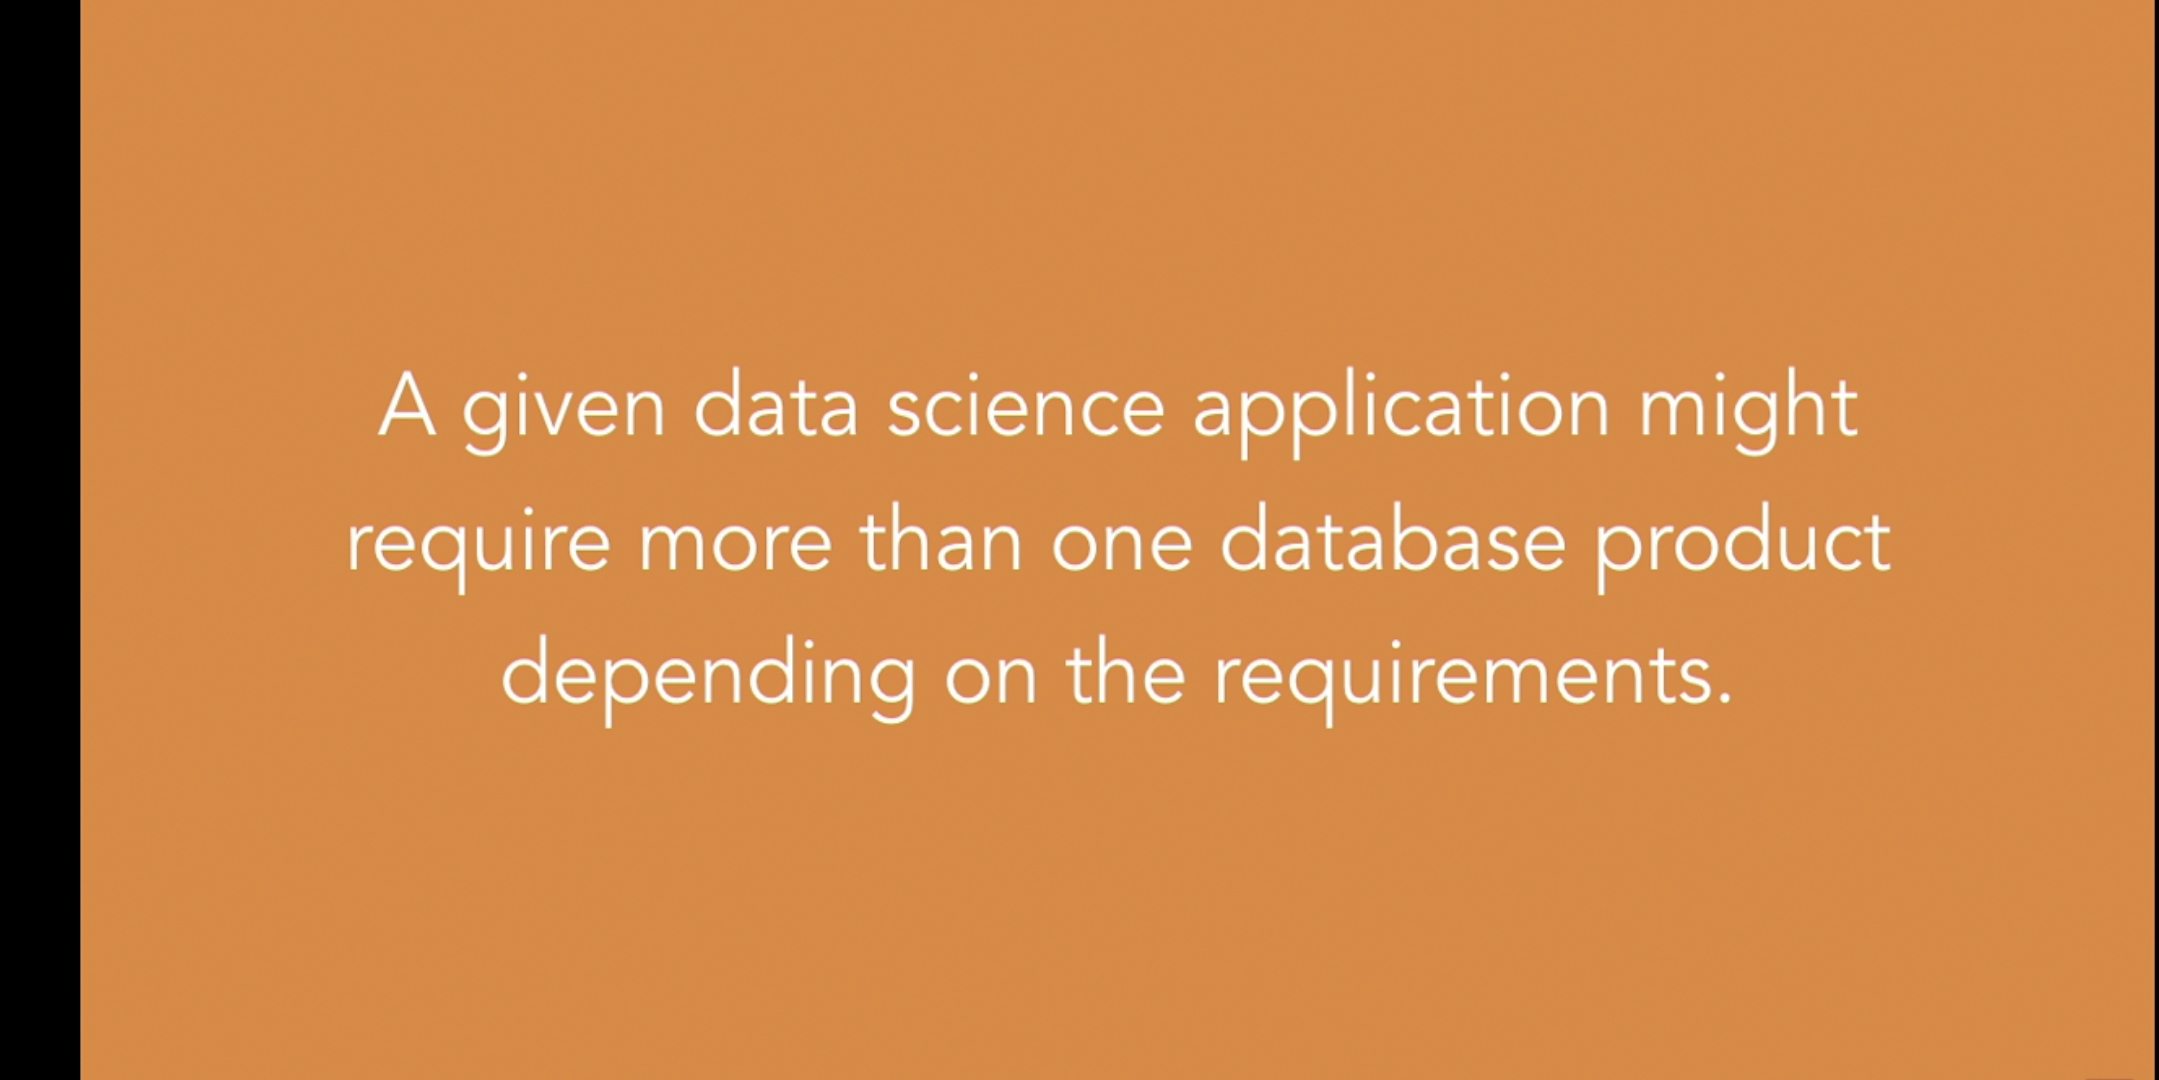 A given data science application might
require more than one database product
depending on the requirements.